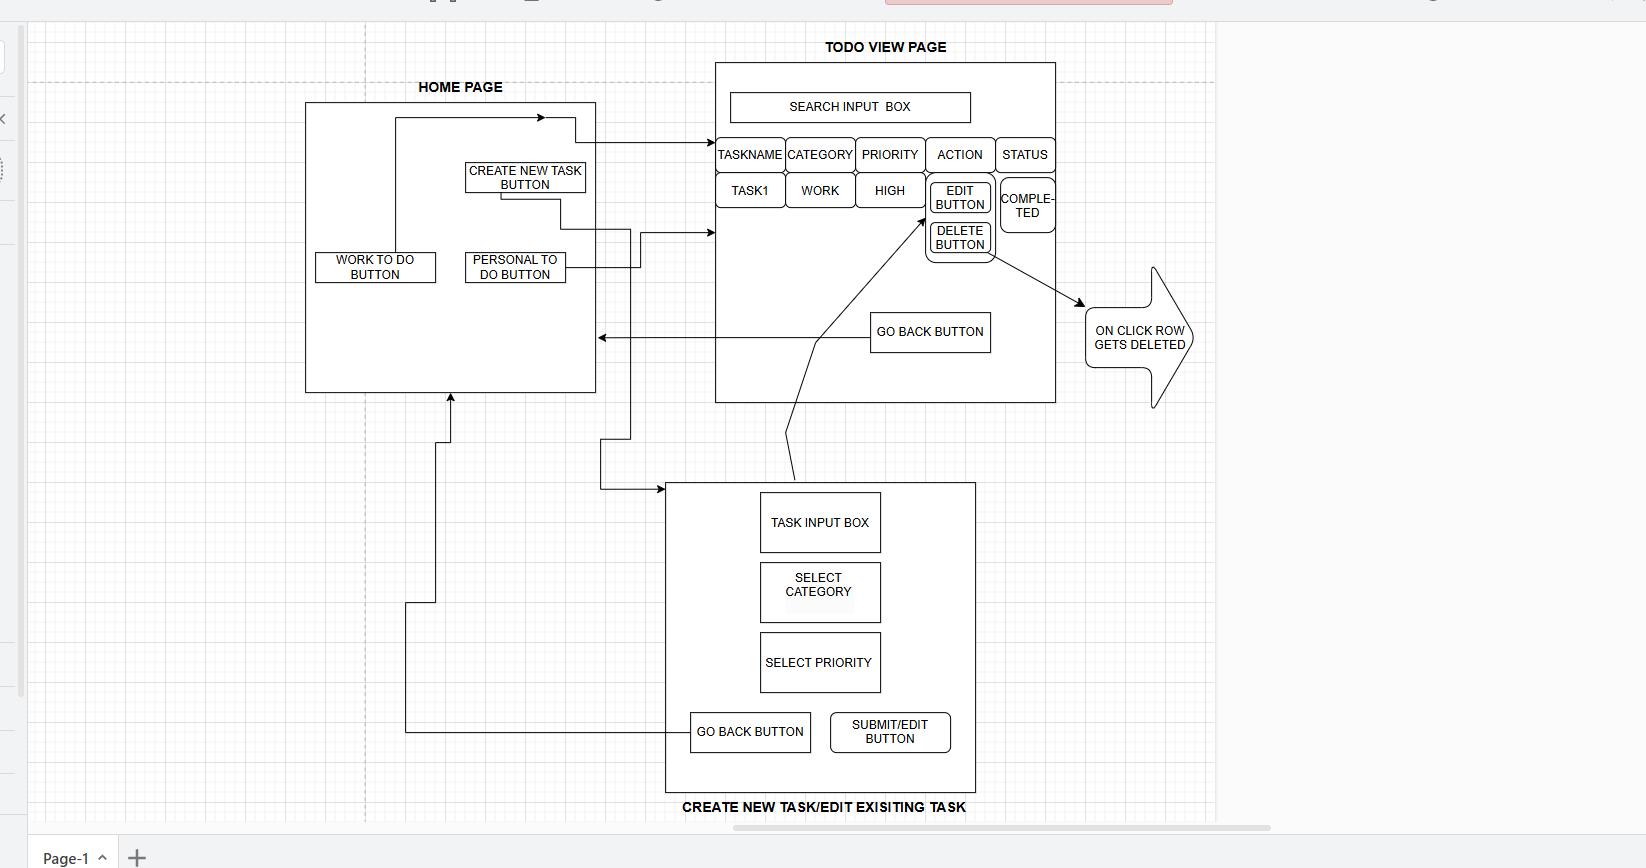 TODO VIEW PAGE
HOME PAGE
SEARCH INPUT BOX
TASKNAME
CATEGORY
PRIORITY
ACTION
STATUS
CREATE NEW TASK
BUTTON
TASK1
WORK
HIGH
EDIT
BUTTON
COMPLE-
TED
DELETE
BUTTON
WORK TO DO
BUTTON
PERSONAL TO
DO BUTTON
GO BACK BUTTON
ON CLICK ROW
GETS DELETED
TASK INPUT BOX
SELECT
CATEGORY
SELECT PRIORITY
GO BACK BUTTON
SUBMIT/EDIT
BUTTON
CREATE NEW TASK/EDIT EXISITING TASK
Page-1